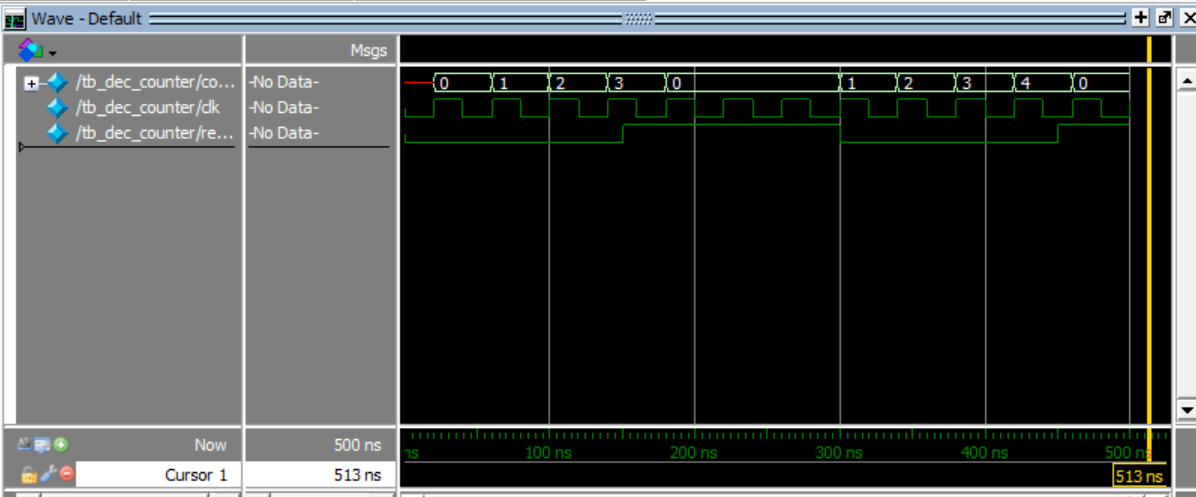 Wave - Default
Msgs
/tb_dec_counter/co... -No Data- 0 1 2 3 0 1 2 3 4 0
/tb_dec_counter/clk -No Data-
/tb_dec_counter/re... -No Data-
Now 500 ns ns 100 ns 200 ns 300 ns 400 ns 500 n
Cursor 1 513 ns 513 ns